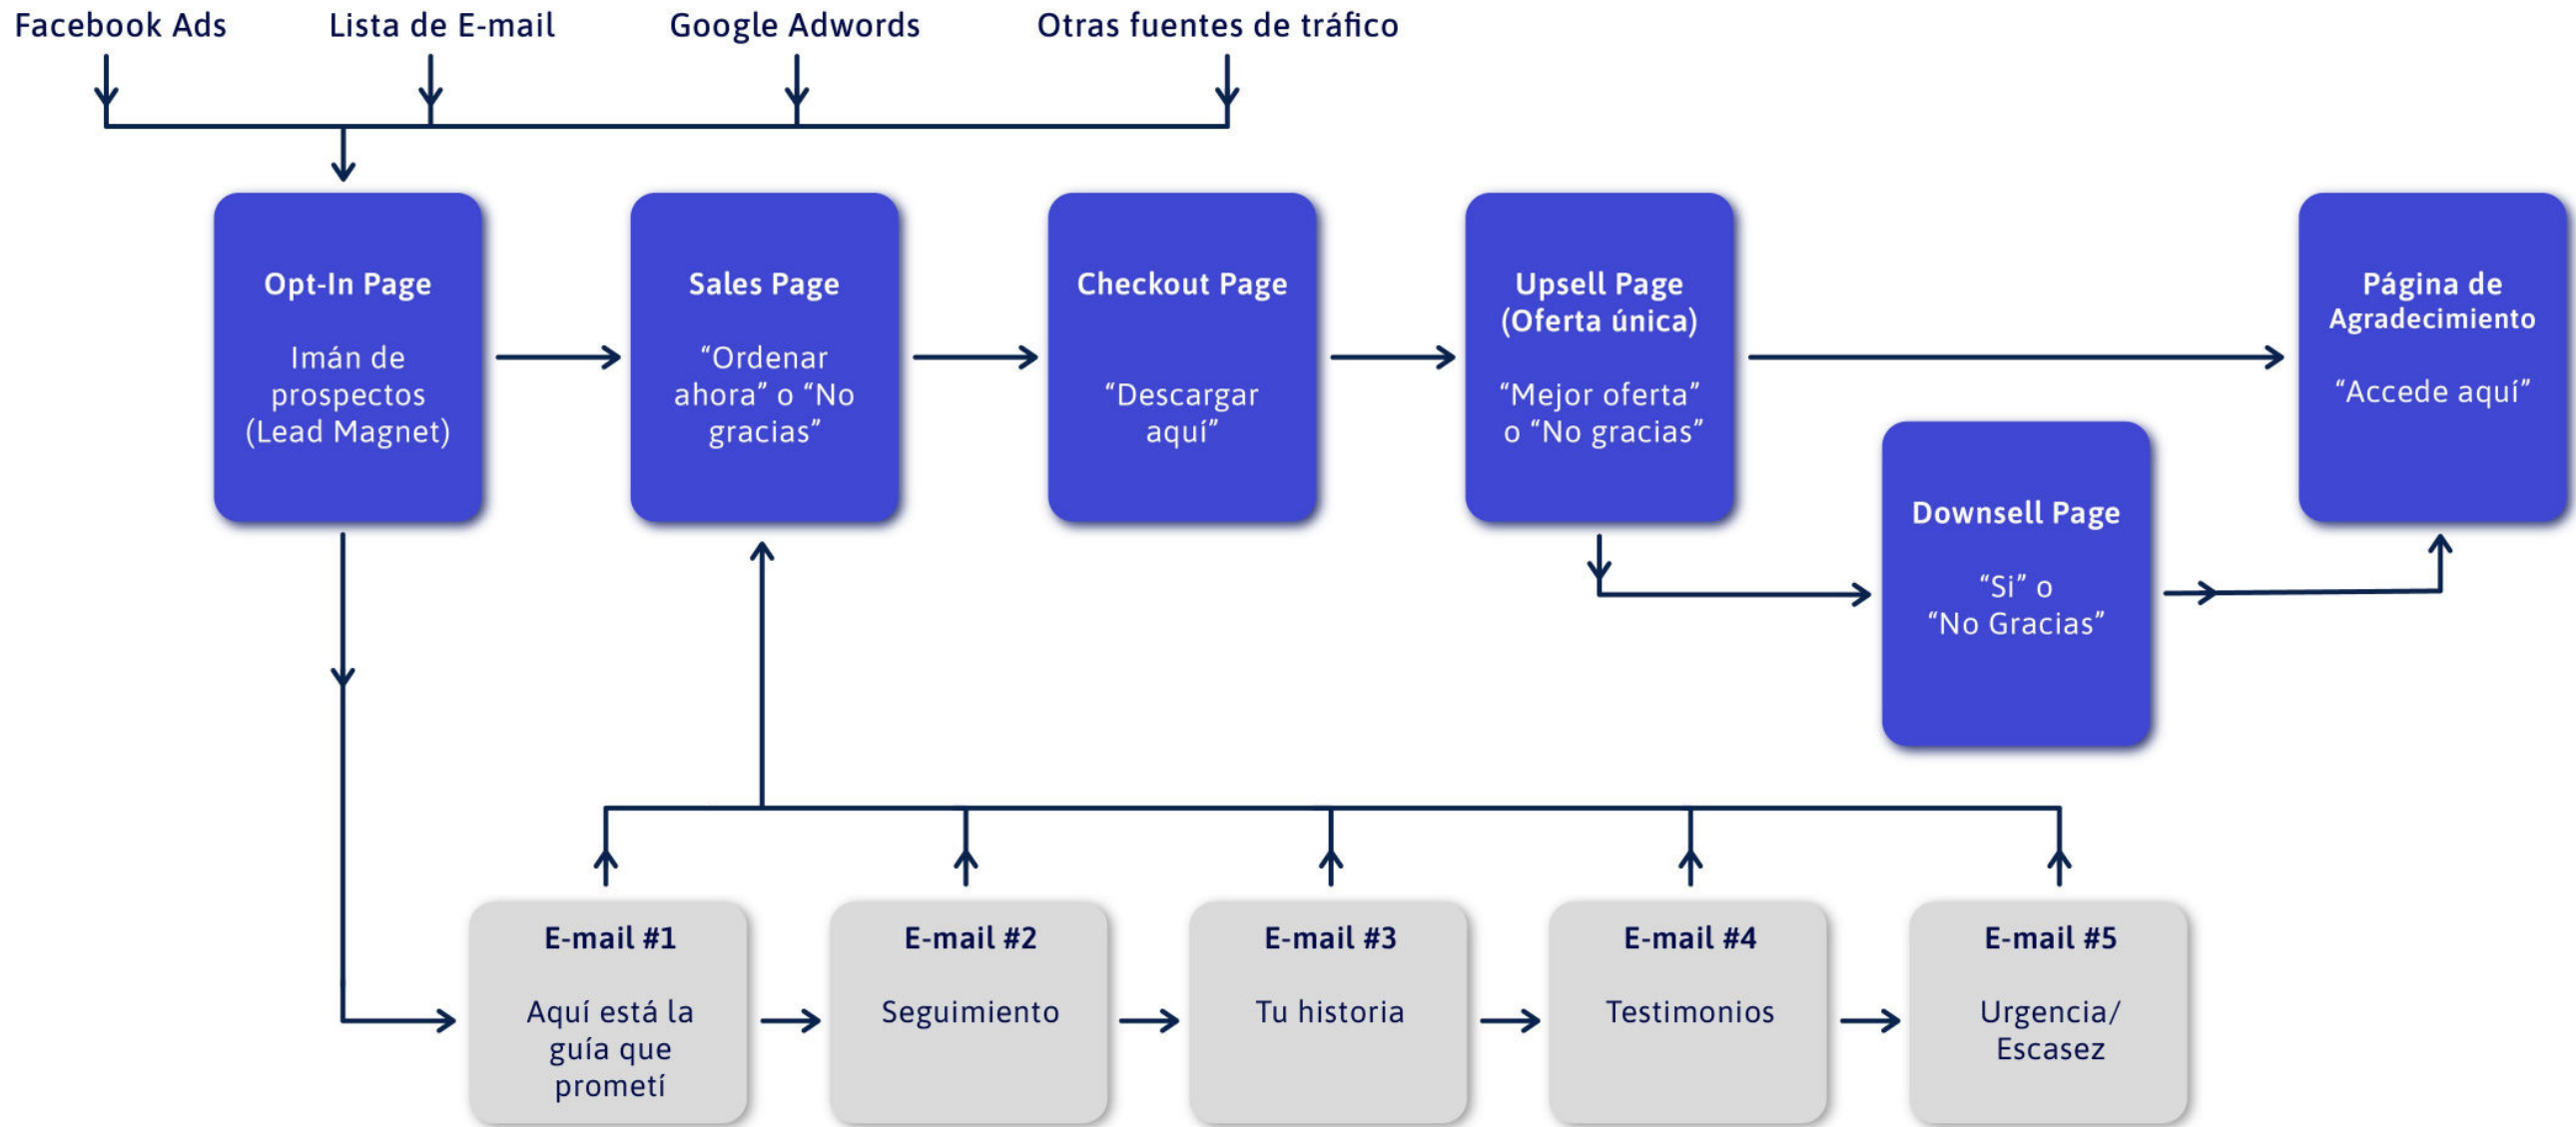 Facebook Ads
Lista de E-mail
Google Adwords
Otras fuentes de tráfico
Opt-In Page
Imán de
prospectos
(Lead Magnet)
Sales Page
“Ordenar
ahora” o “No
gracias”
Checkout Page
“Descargar
aquí”
Upsell Page
(Oferta única)
“Mejor oferta”
o “No gracias”
Downsell Page
“Si” o
“No Gracias”
Página de
Agradecimiento
“Accede aquí”
E-mail #1
Aquí está la
guía que
prometí
E-mail #2
Seguimiento
E-mail #3
Tu historia
E-mail #4
Testimonios
E-mail #5
Urgencia/
Escasez